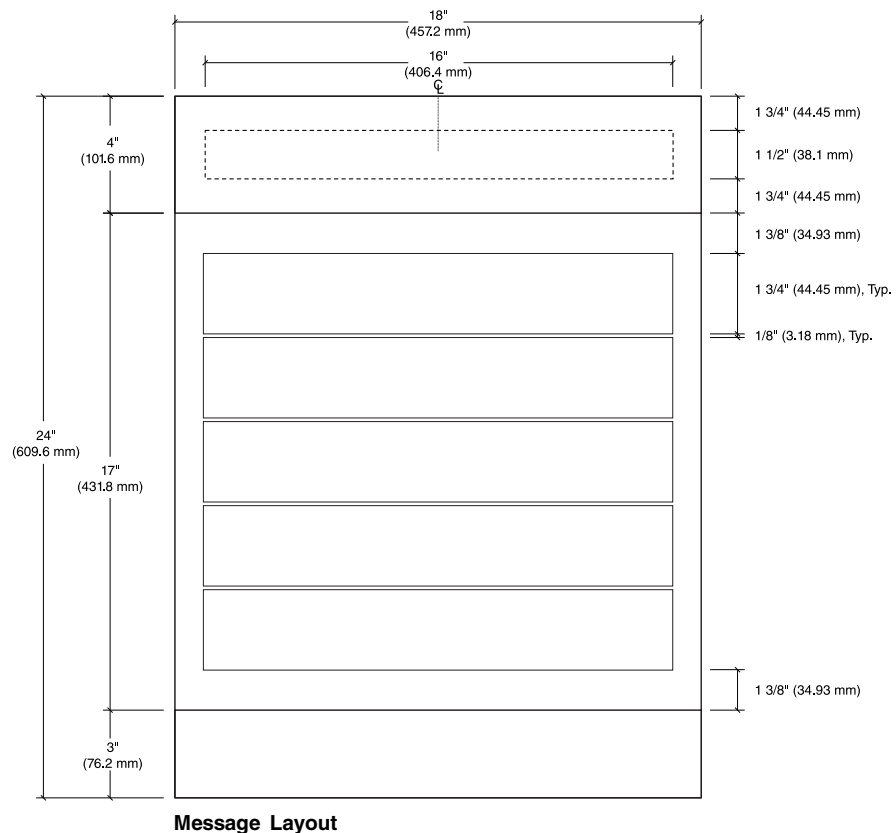 18"
(457.2 mm)
16"
(406.4 mm)
℄
4"
(101.6 mm)
1 3/4" (44.45 mm)
1 1/2" (38.1 mm)
1 3/4" (44.45 mm)
1 3/8" (34.93 mm)
1 3/4" (44.45 mm), Typ.
1/8" (3.18 mm), Typ.
24"
(609.6 mm)
17"
(431.8 mm)
1 3/8" (34.93 mm)
3"
(76.2 mm)
Message Layout